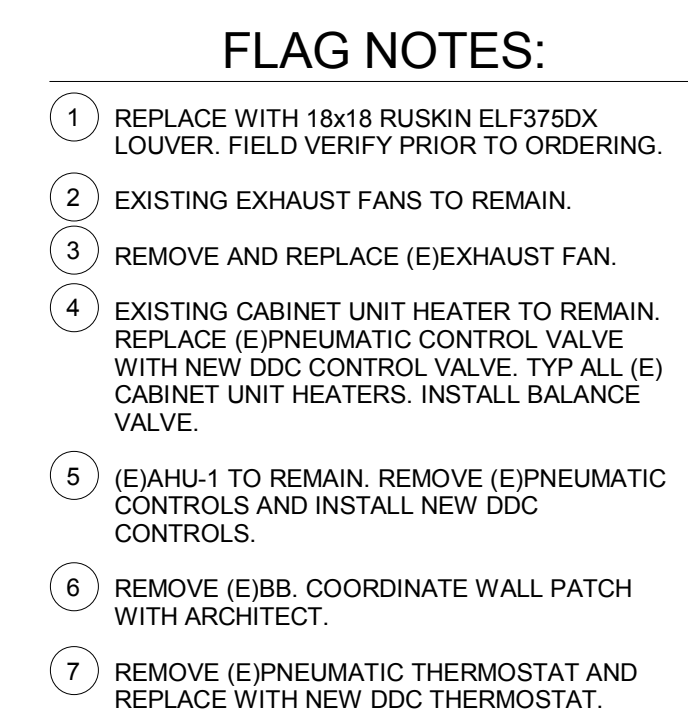 FLAG NOTES:
1 REPLACE WITH 18x18 RUSKIN ELF375DX
LOUVER. FIELD VERIFY PRIOR TO ORDERING.
2 EXISTING EXHAUST FANS TO REMAIN.
3 REMOVE AND REPLACE (E)EXHAUST FAN.
4 EXISTING CABINET UNIT HEATER TO REMAIN.
REPLACE (E)PNEUMATIC CONTROL VALVE
WITH NEW DDC CONTROL VALVE. TYP ALL (E)
CABINET UNIT HEATERS. INSTALL BALANCE
VALVE.
5 (E)AHU-1 TO REMAIN. REMOVE (E)PNEUMATIC
CONTROLS AND INSTALL NEW DDC
CONTROLS.
6 REMOVE (E)BB. COORDINATE WALL PATCH
WITH ARCHITECT.
7 REMOVE (E)PNEUMATIC THERMOSTAT AND
REPLACE WITH NEW DDC THERMOSTAT.